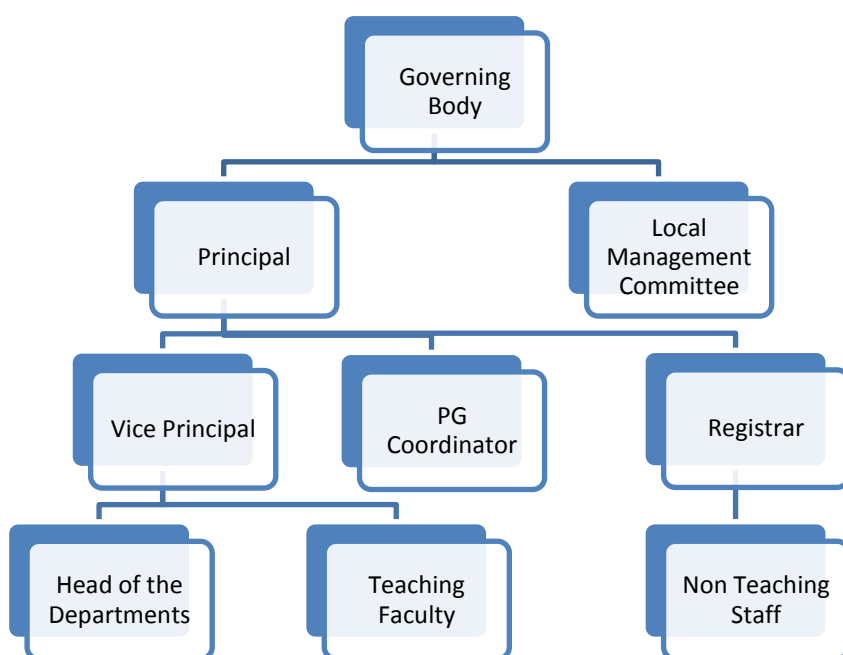 Governing
Body
Principal
Local
Management
Committee
Vice Principal
PG
Coordinator
Registrar
Head of the
Departments
Teaching
Faculty
Non Teaching
Staff